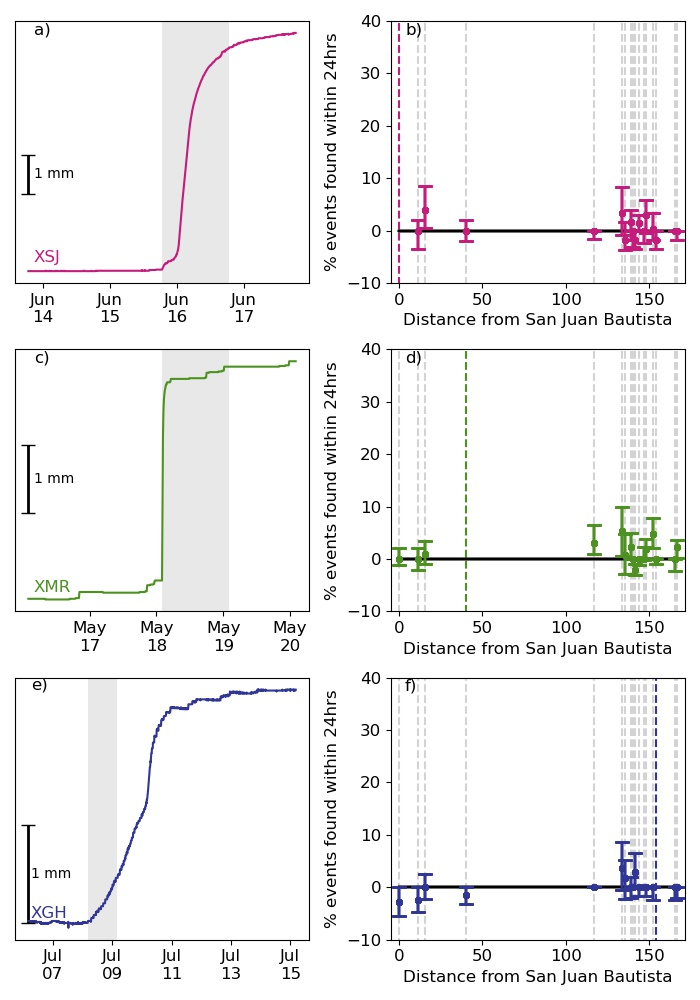 a)
1 mm
XSJ
Jun 14
Jun 15
Jun 16
Jun 17
b)
% events found within 24hrs
40
30
20
10
0
−10
0
50
100
150
Distance from San Juan Bautista
c)
1 mm
XMR
May 17
May 18
May 19
May 20
d)
% events found within 24hrs
40
30
20
10
0
−10
0
50
100
150
Distance from San Juan Bautista
e)
1 mm
XGH
Jul 07
Jul 09
Jul 11
Jul 13
Jul 15
f)
% events found within 24hrs
40
30
20
10
0
−10
0
50
100
150
Distance from San Juan Bautista